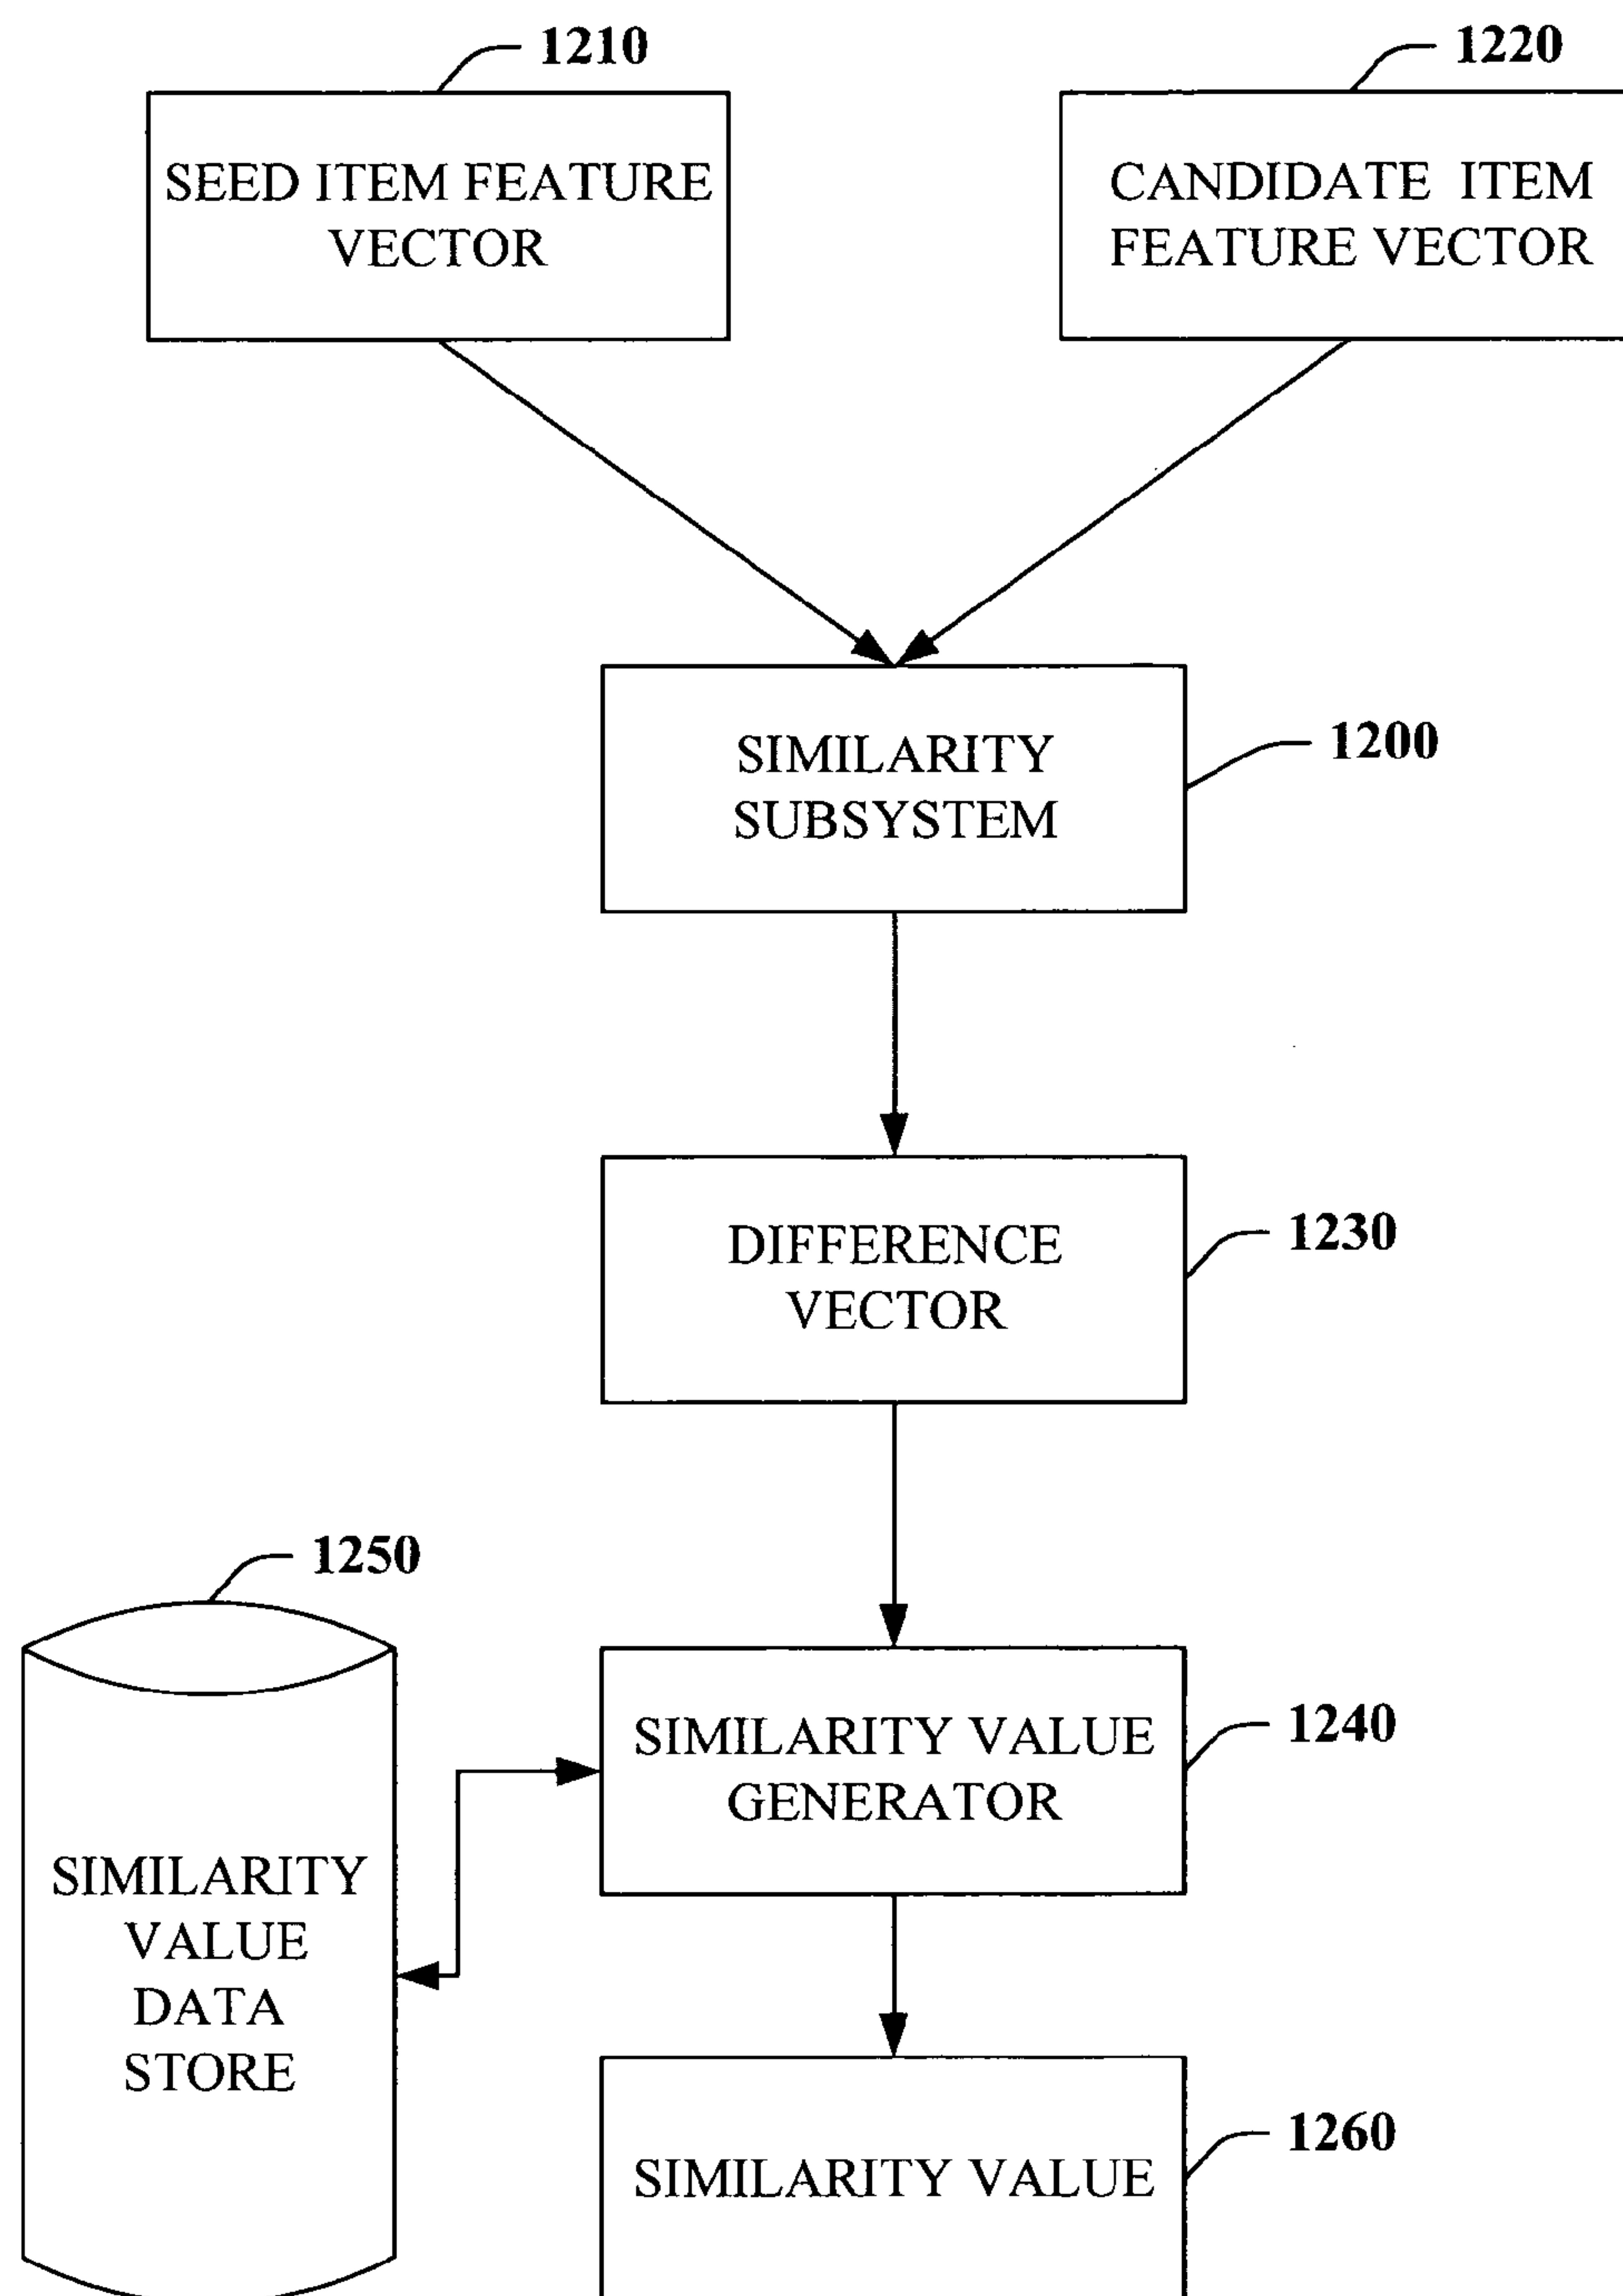 1210
1220
SEED ITEM FEATURE
VECTOR
CANDIDATE ITEM
FEATURE VECTOR
SIMILARITY
SUBSYSTEM
1200
DIFFERENCE
VECTOR
1230
1250
SIMILARITY VALUE
GENERATOR
1240
SIMILARITY
VALUE
DATA
STORE
SIMILARITY VALUE
1260